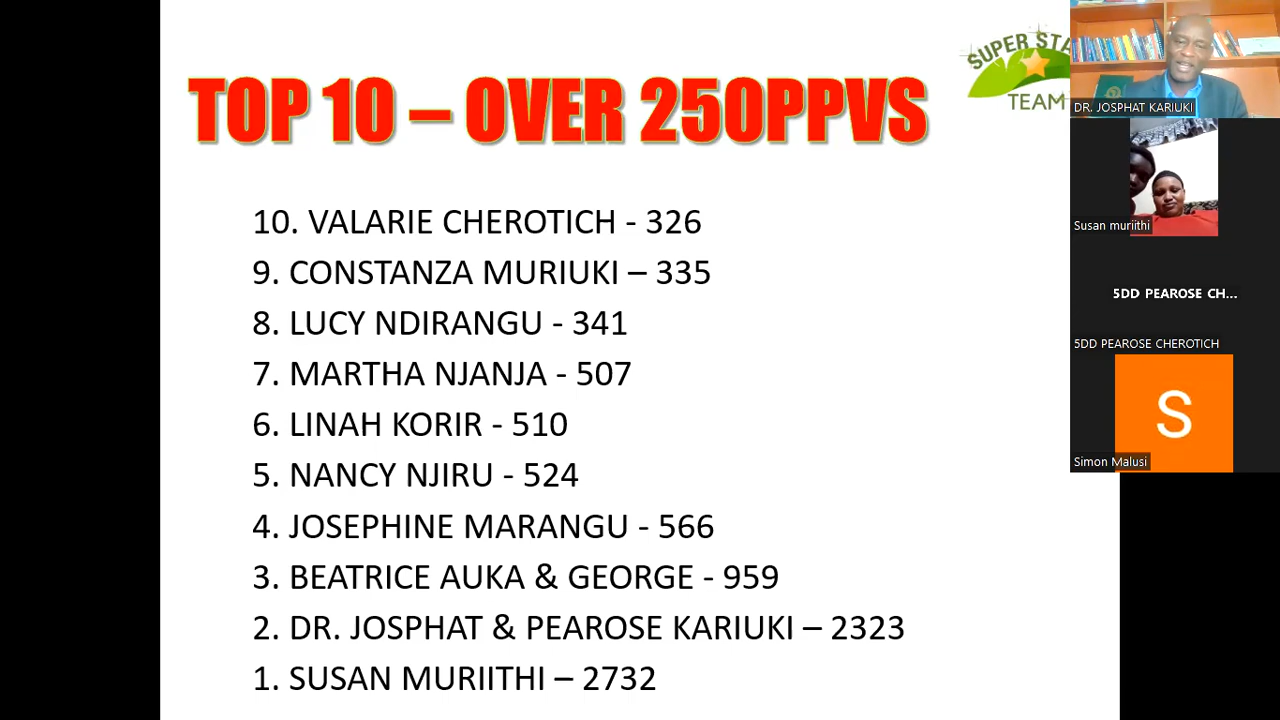 TOP 10 – OVER 250PPVS
SUPER STA
TEAM
10. VALARIE CHEROTICH - 326
9. CONSTANZA MURIUKI – 335
8. LUCY NDIRANGU - 341
7. MARTHA NJANJA - 507
6. LINAH KORIR - 510
5. NANCY NJIRU - 524
4. JOSEPHINE MARANGU - 566
3. BEATRICE AUKA & GEORGE - 959
2. DR. JOSPHAT & PEAROSE KARIUKI – 2323
1. SUSAN MURIITHI – 2732
DR. JOSPHAT KARIUKI
Susan muriithi
5DD PEAROSE CH...
5DD PEAROSE CHEROTICH
S
Simon Malusi